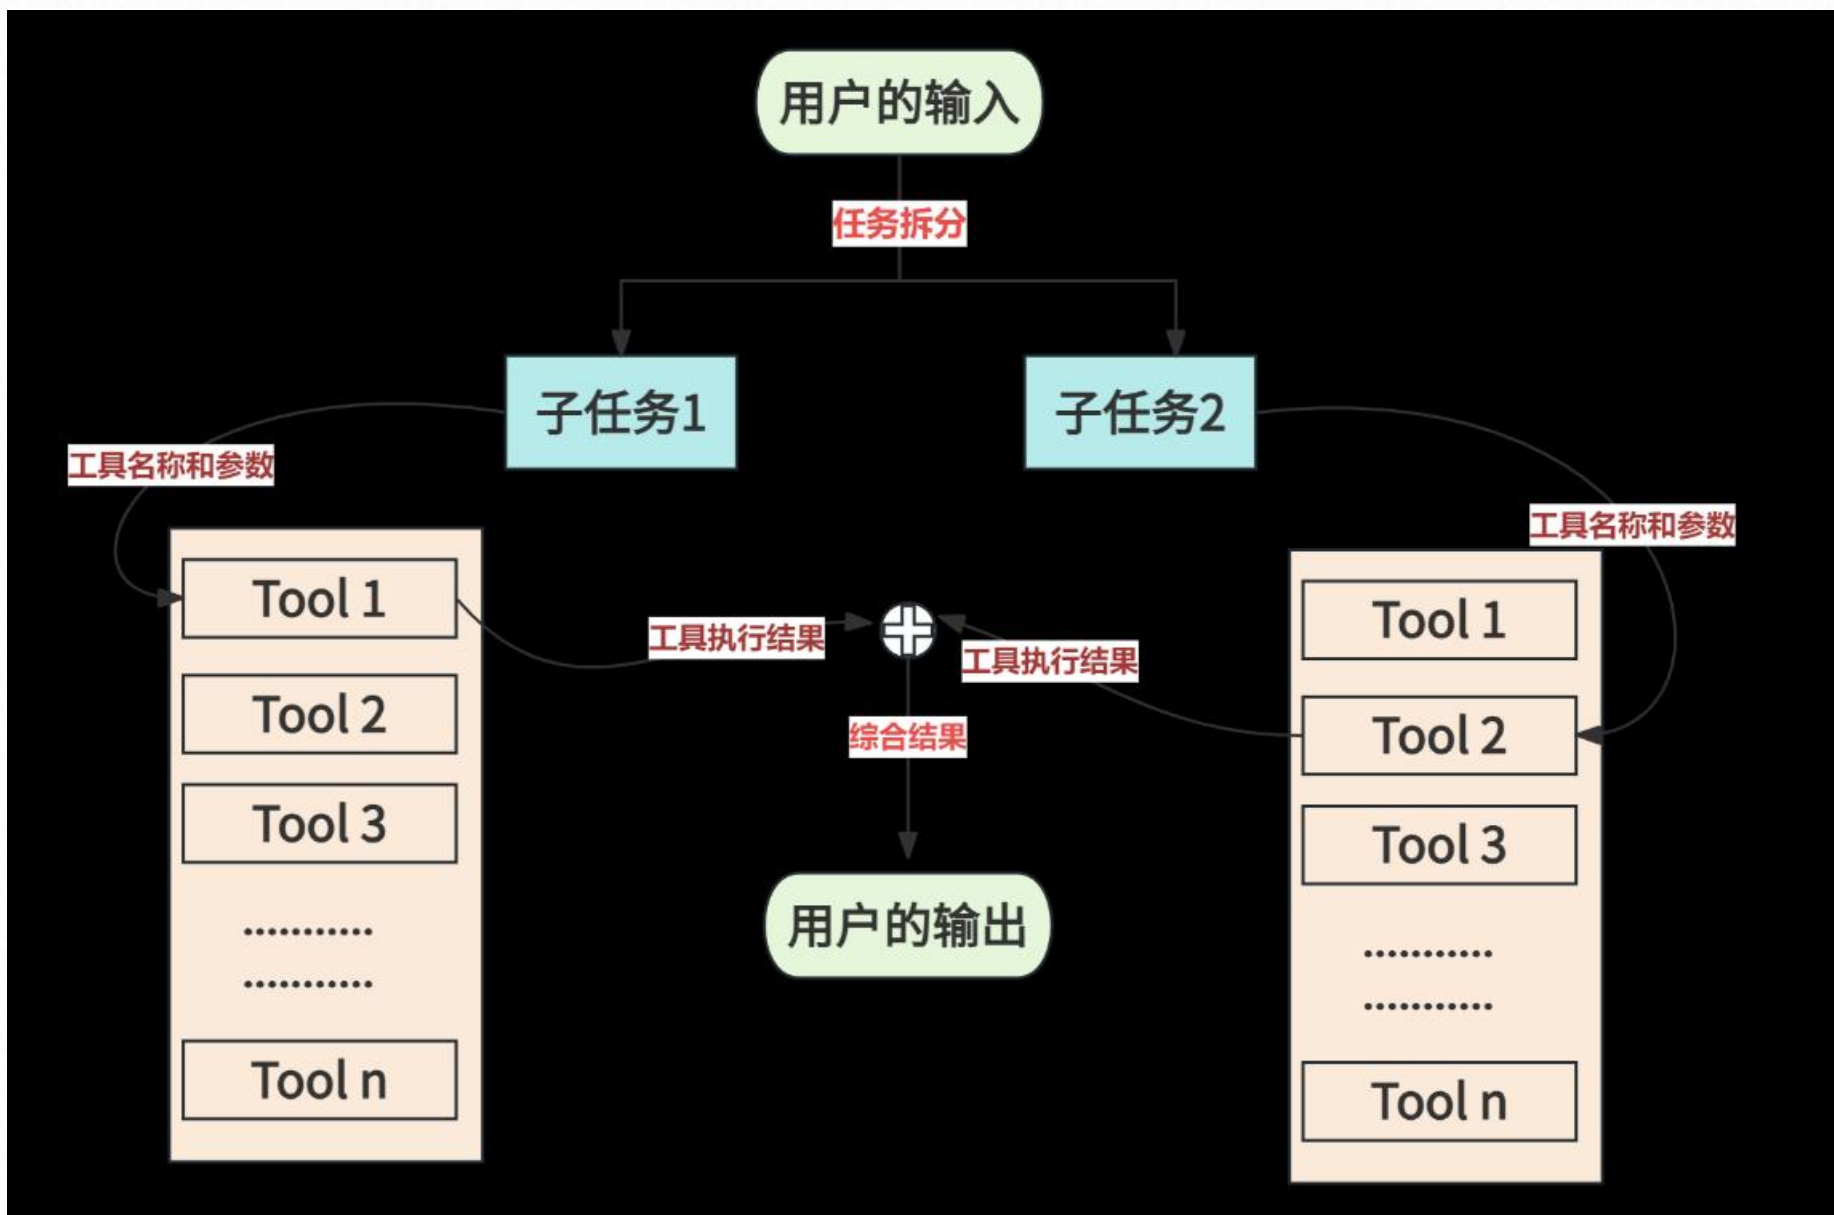 用户的输入
任务拆分
子任务1
子任务2
工具名称和参数
工具名称和参数
Tool 1
Tool 2
Tool 3
...........
...........
Tool n
工具执行结果
工具执行结果
综合结果
用户的输出
Tool 1
Tool 2
Tool 3
...........
...........
Tool n